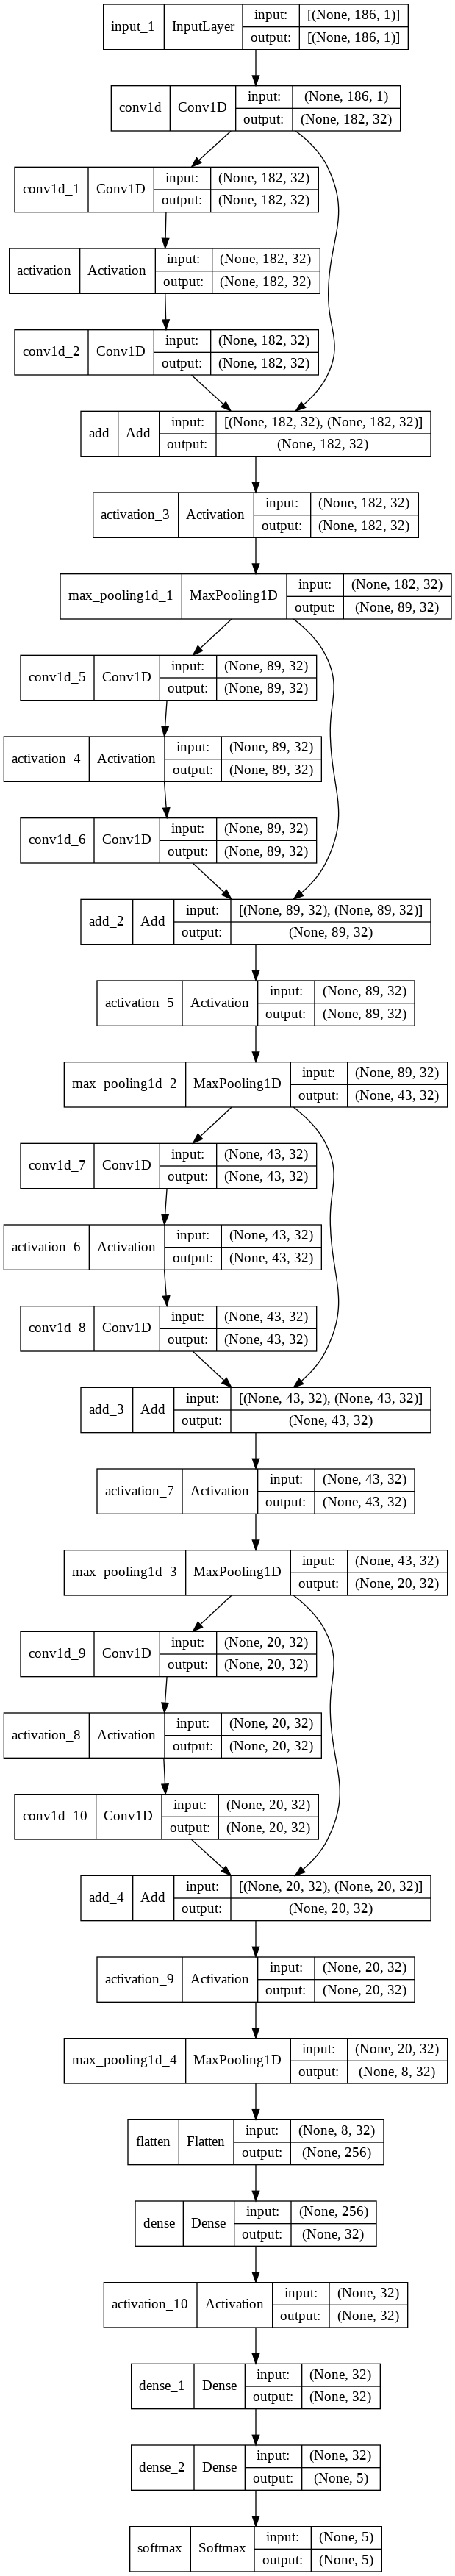 input_1 InputLayer input: [(None, 186, 1)]
output: [(None, 186, 1)]
conv1d Conv1D input: (None, 186, 1)
output: (None, 182, 32)
conv1d_1 Conv1D input: (None, 182, 32)
output: (None, 182, 32)
activation Activation input: (None, 182, 32)
output: (None, 182, 32)
conv1d_2 Conv1D input: (None, 182, 32)
output: (None, 182, 32)
add Add input: [(None, 182, 32), (None, 182, 32)]
output: (None, 182, 32)
activation_3 Activation input: (None, 182, 32)
output: (None, 182, 32)
max_pooling1d_1 MaxPooling1D input: (None, 182, 32)
output: (None, 89, 32)
conv1d_5 Conv1D input: (None, 89, 32)
output: (None, 89, 32)
activation_4 Activation input: (None, 89, 32)
output: (None, 89, 32)
conv1d_6 Conv1D input: (None, 89, 32)
output: (None, 89, 32)
add_2 Add input: [(None, 89, 32), (None, 89, 32)]
output: (None, 89, 32)
activation_5 Activation input: (None, 89, 32)
output: (None, 89, 32)
max_pooling1d_2 MaxPooling1D input: (None, 89, 32)
output: (None, 43, 32)
conv1d_7 Conv1D input: (None, 43, 32)
output: (None, 43, 32)
activation_6 Activation input: (None, 43, 32)
output: (None, 43, 32)
conv1d_8 Conv1D input: (None, 43, 32)
output: (None, 43, 32)
add_3 Add input: [(None, 43, 32), (None, 43, 32)]
output: (None, 43, 32)
activation_7 Activation input: (None, 43, 32)
output: (None, 43, 32)
max_pooling1d_3 MaxPooling1D input: (None, 43, 32)
output: (None, 20, 32)
conv1d_9 Conv1D input: (None, 20, 32)
output: (None, 20, 32)
activation_8 Activation input: (None, 20, 32)
output: (None, 20, 32)
conv1d_10 Conv1D input: (None, 20, 32)
output: (None, 20, 32)
add_4 Add input: [(None, 20, 32), (None, 20, 32)]
output: (None, 20, 32)
activation_9 Activation input: (None, 20, 32)
output: (None, 20, 32)
max_pooling1d_4 MaxPooling1D input: (None, 20, 32)
output: (None, 8, 32)
flatten Flatten input: (None, 8, 32)
output: (None, 256)
dense Dense input: (None, 256)
output: (None, 32)
activation_10 Activation input: (None, 32)
output: (None, 32)
dense_1 Dense input: (None, 32)
output: (None, 32)
dense_2 Dense input: (None, 32)
output: (None, 5)
softmax Softmax input: (None, 5)
output: (None, 5)